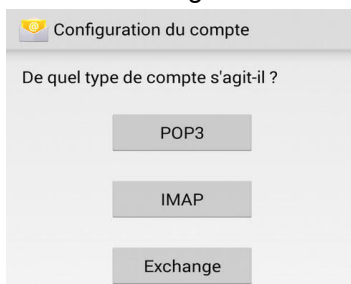 Configuration du compte
De quel type de compte s'agit-il ?
POP3
IMAP
Exchange